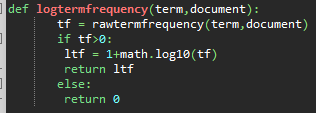 def logtermfrequency(term,document):
        tf = rawtermfrequency(term,document)
        if tf>0:
         ltf = 1+math.log10(tf)
         return ltf
        else:
         return 0